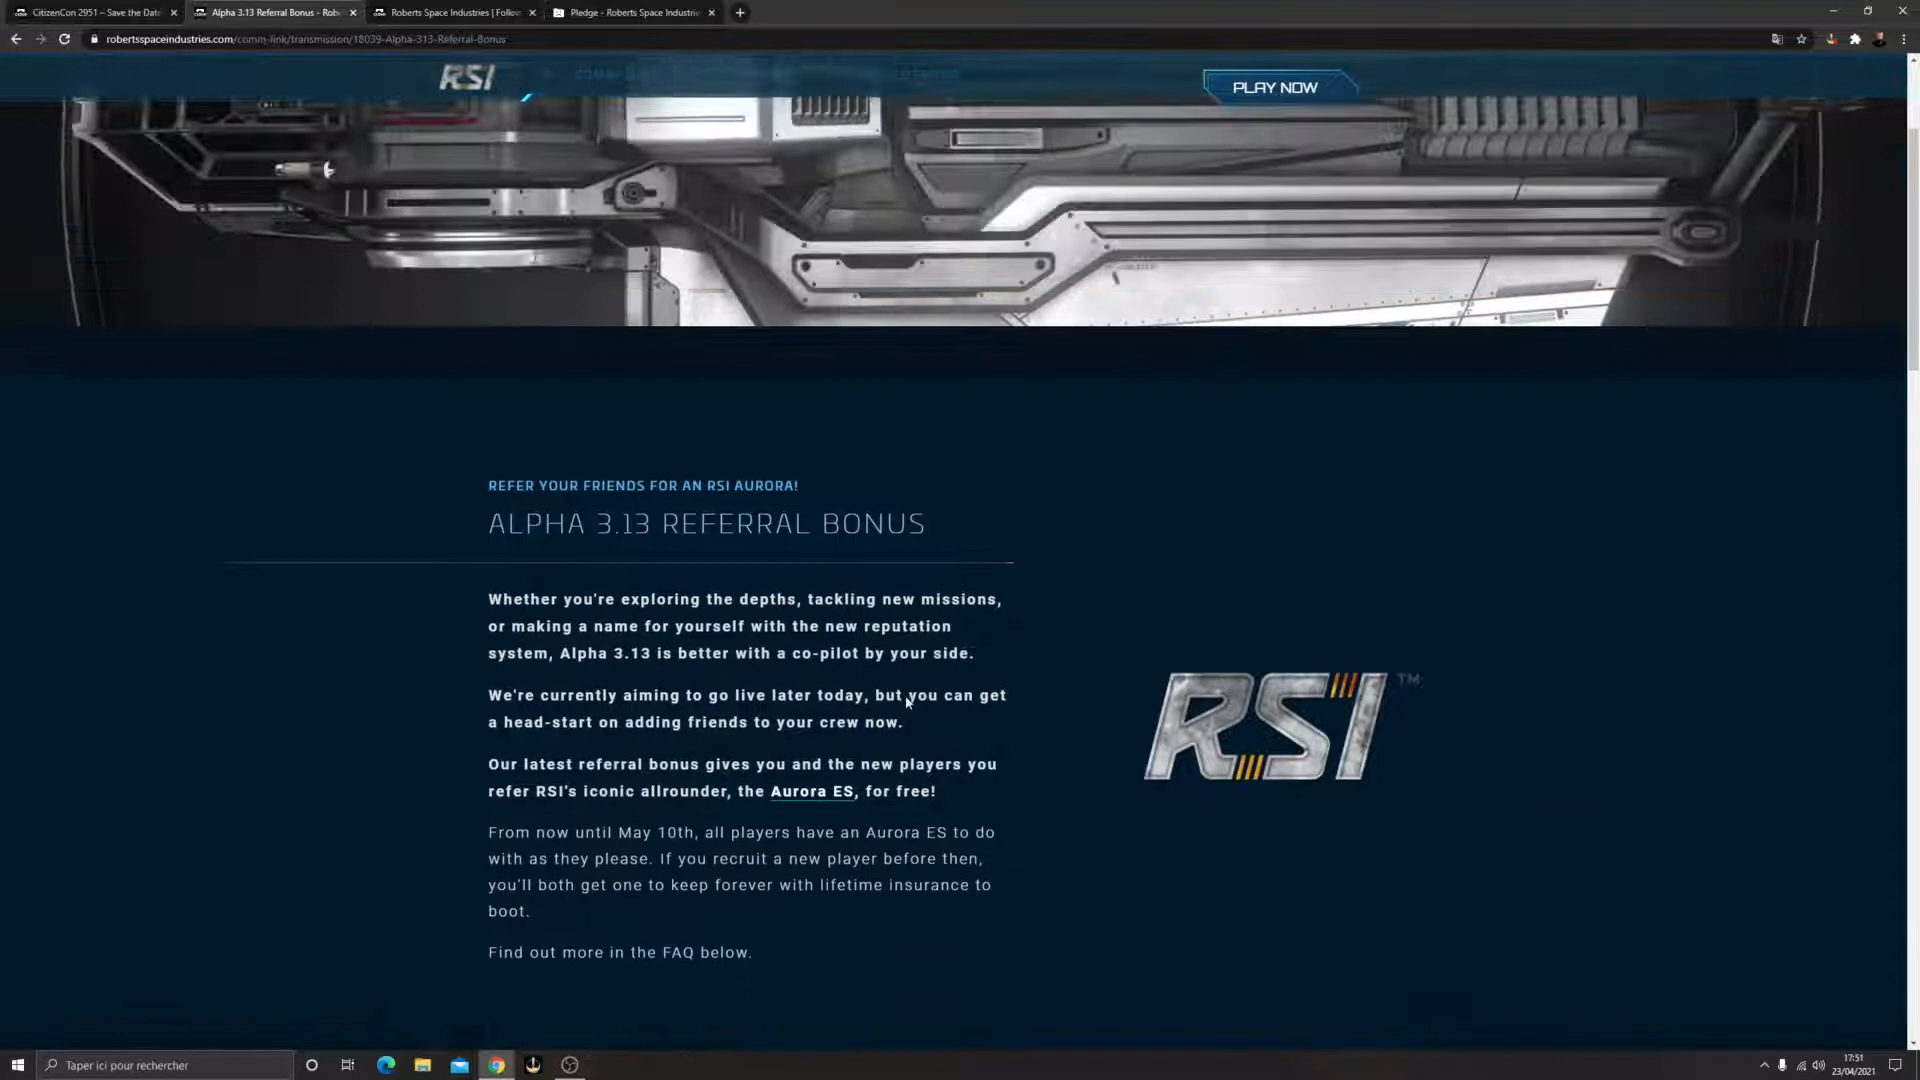 CitizenCon 2951 – Save the Dat
Alpha 3.13 Referral Bonus - Rob
Roberts Space Industries | Follow
Pledge - Roberts Space Industrie
robertsspaceindustries.com/comm-link/transmission/18039-Alpha-313-Referral-Bonus
RSI
PLAY NOW
REFER YOUR FRIENDS FOR AN RSI AURORA!
ALPHA 3.13 REFERRAL BONUS
Whether you're exploring the depths, tackling new missions,
or making a name for yourself with the new reputation
system, Alpha 3.13 is better with a co-pilot by your side.
We're currently aiming to go live later today, but you can get
a head-start on adding friends to your crew now.
Our latest referral bonus gives you and the new players you
refer RSI's iconic allrounder, the Aurora ES, for free!
From now until May 10th, all players have an Aurora ES to do
with as they please. If you recruit a new player before then,
you'll both get one to keep forever with lifetime insurance to
boot.
Find out more in the FAQ below.
RSI TM
Taper ici pour rechercher
17:51
23/04/2021